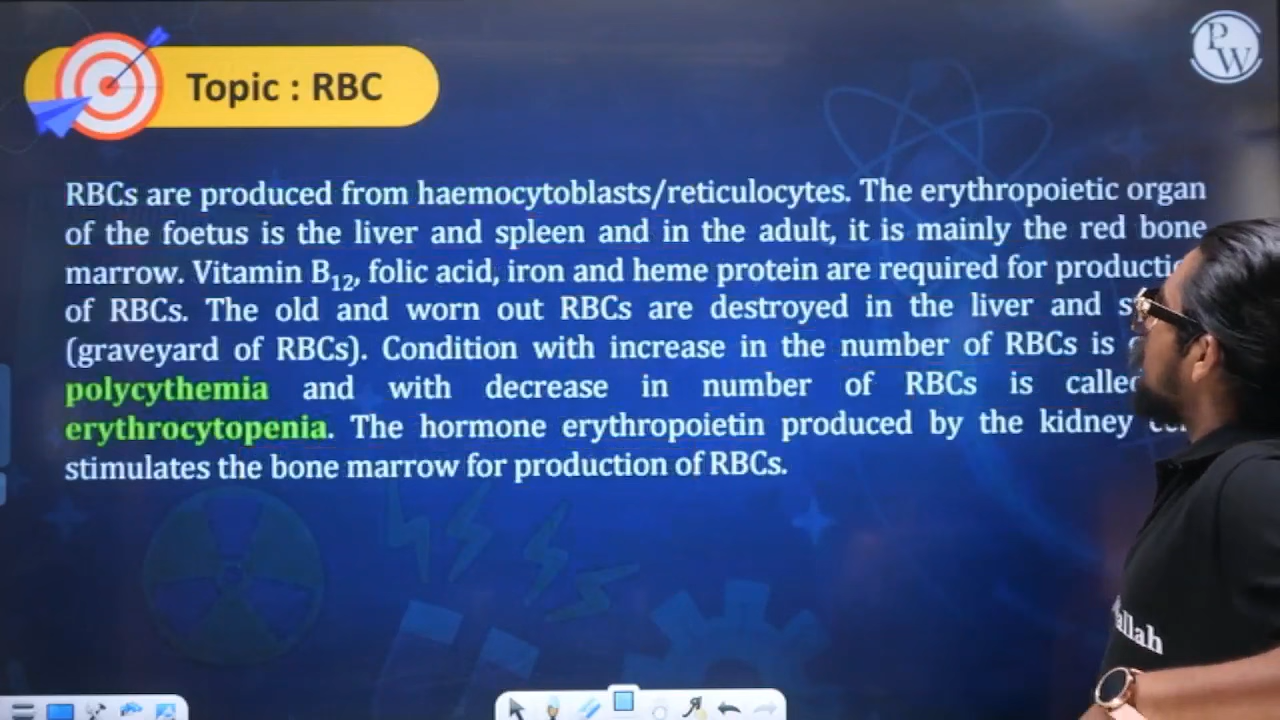 Topic : RBC
PW
RBCs are produced from haemocytoblasts/reticulocytes. The erythropoietic organ
of the foetus is the liver and spleen and in the adult, it is mainly the red bone
marrow. Vitamin B₁₂, folic acid, iron and heme protein are required for
of RBCs. The old and worn out RBCs are destroyed in the liver and
(graveyard of RBCs). Condition with increase in the number of RBCs is
polycythemia and with decrease in number of RBCs is
erythrocytopenia. The hormone erythropoietin produced by the kidney
stimulates the bone marrow for production of RBCs.